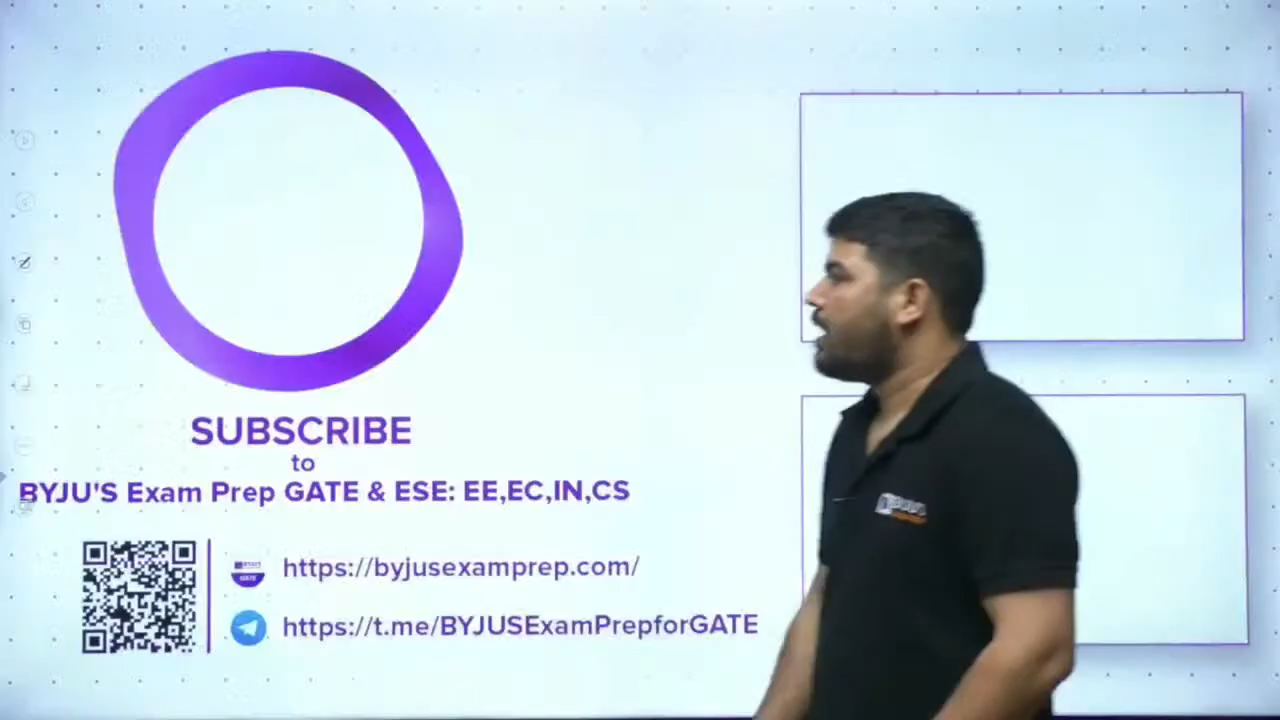 SUBSCRIBE
to
BYJU'S Exam Prep GATE & ESE: EE,EC,IN,CS
https://byjusexamprep.com/
https://t.me/BYJUSExamPrepforGATE